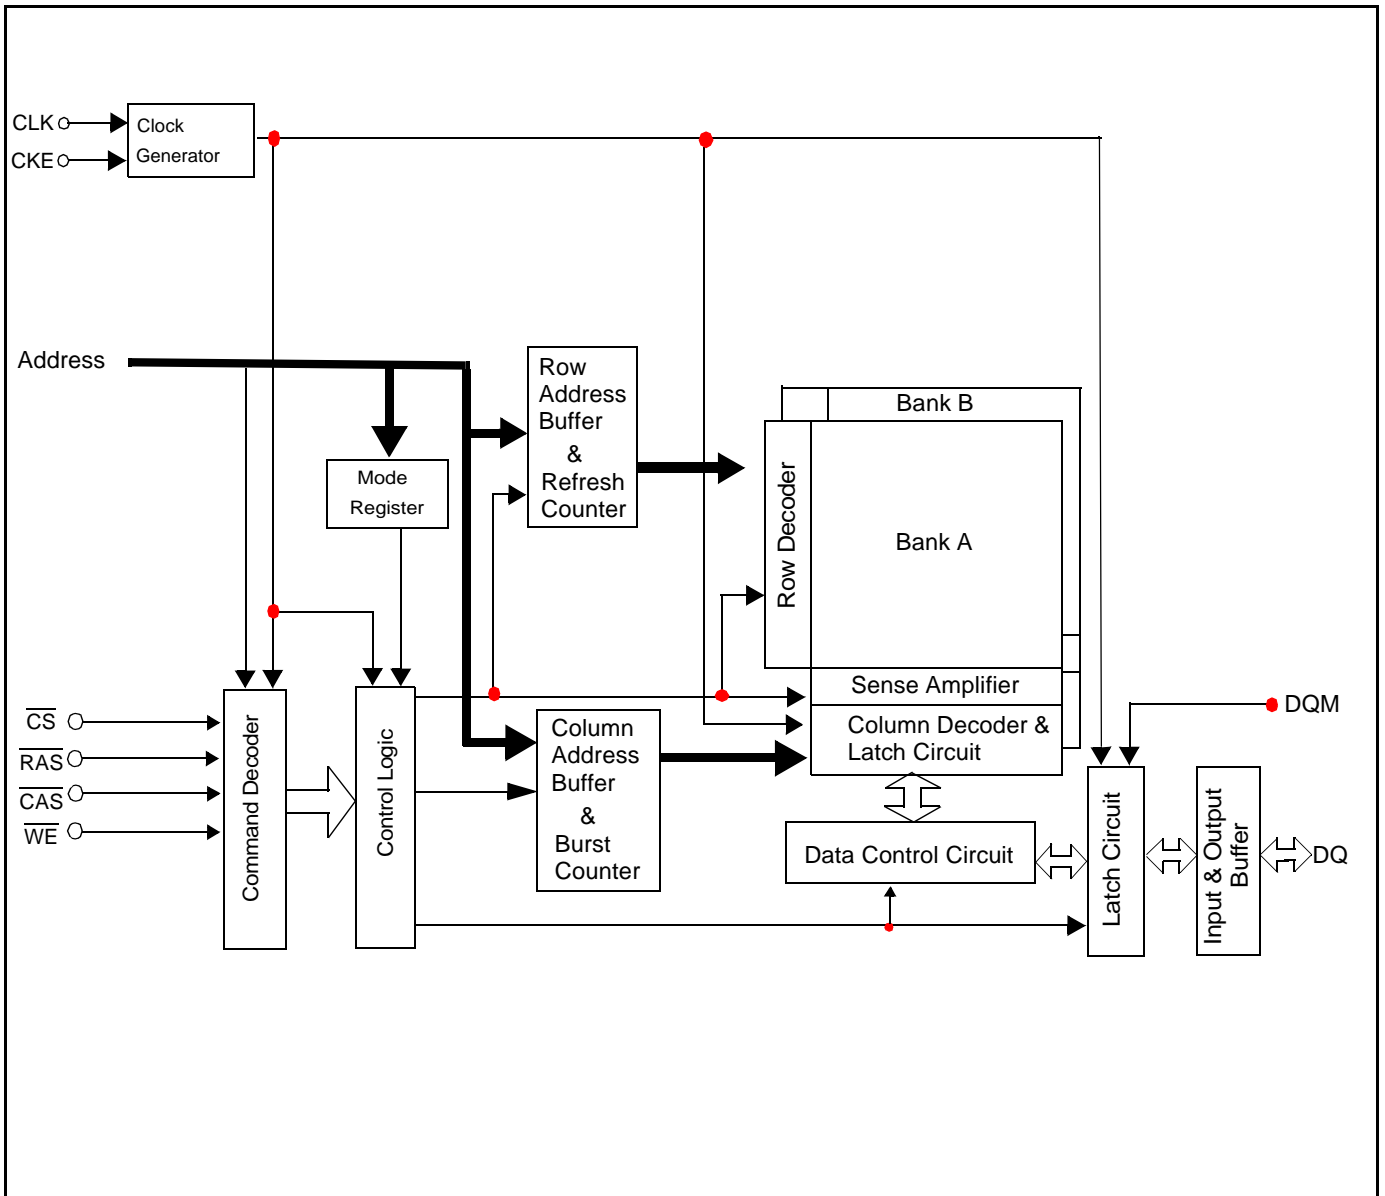 CLK
CKE
Clock
Generator
Address
Row
Address
Buffer
&
Refresh
Counter
Mode
Register
Bank B
Bank A
Row Decoder
Sense Amplifier
Column Decoder &
Latch Circuit
CS
RAS
CAS
WE
Command Decoder
Control Logic
Column
Address
Buffer
&
Burst
Counter
Data Control Circuit
DQM
Latch Circuit
Input & Output
Buffer
DQ